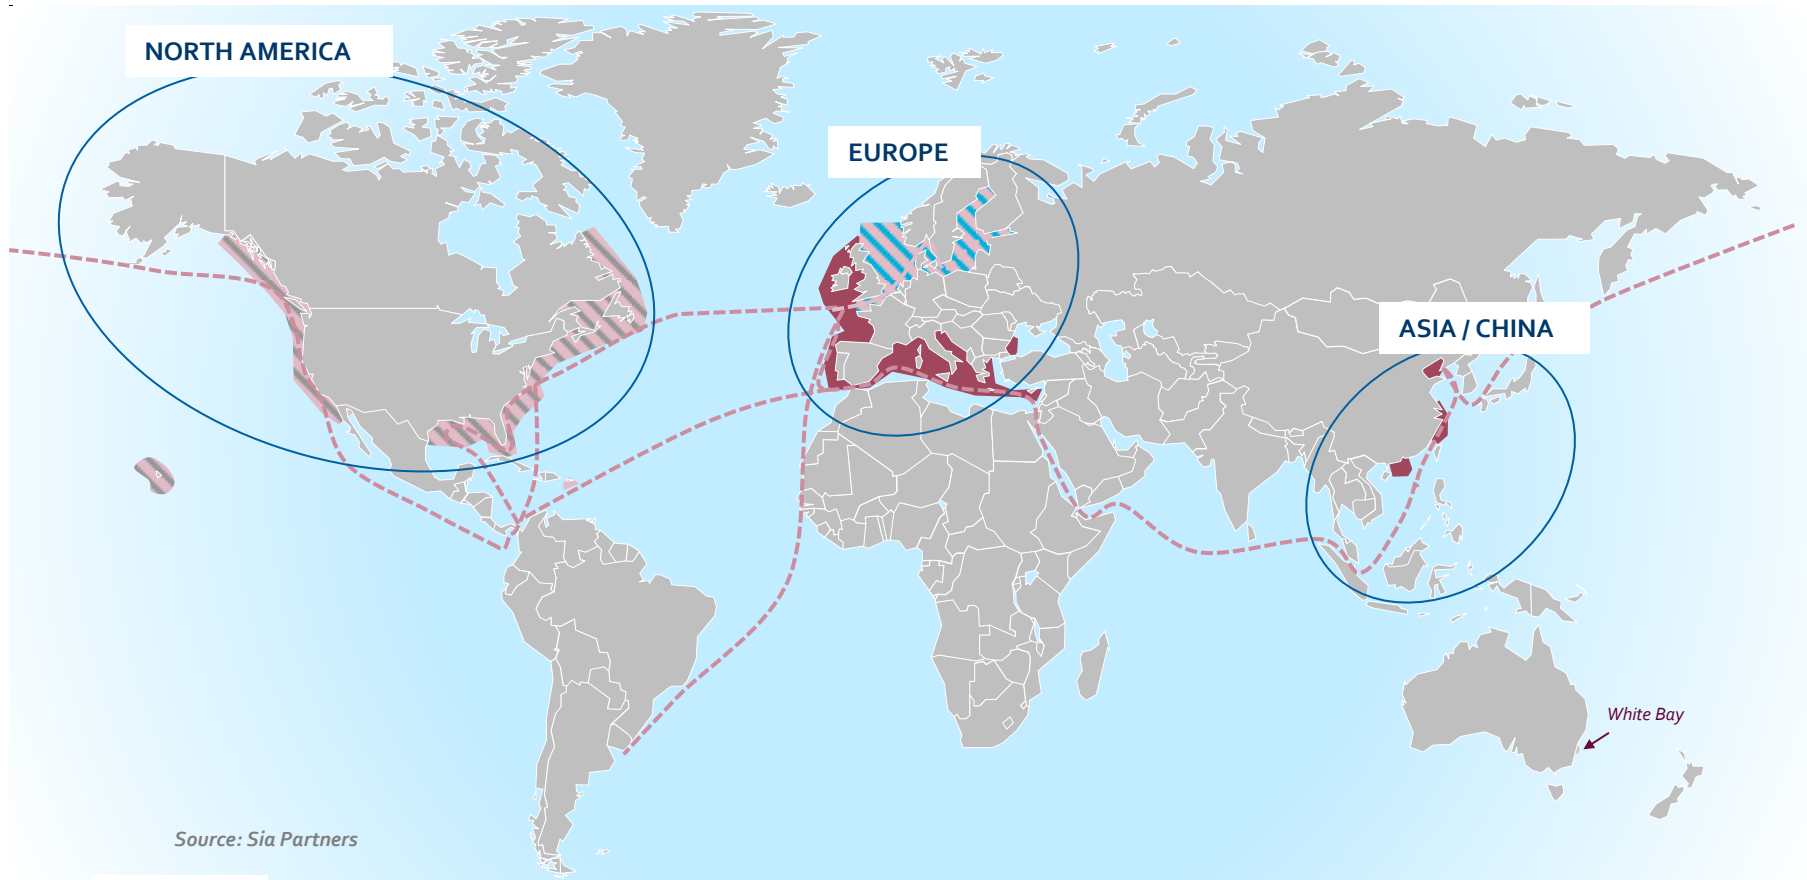 NORTH AMERICA
EUROPE
ASIA / CHINA
White Bay
Source: Sia Partners